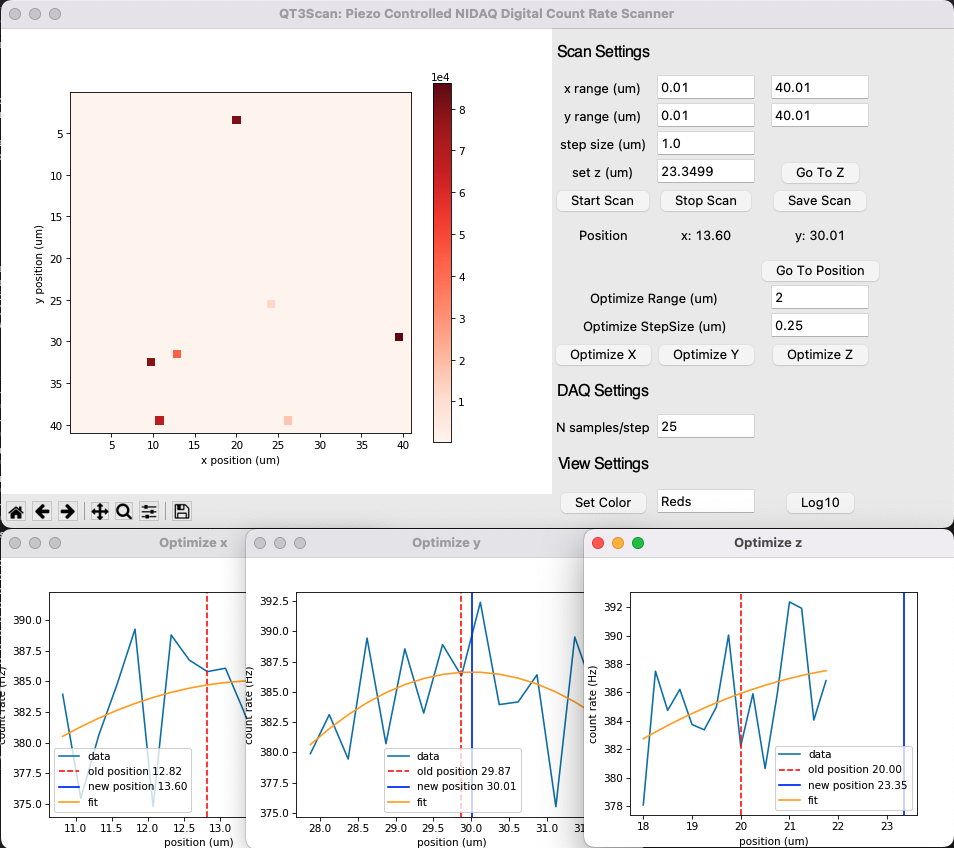 QT3Scan: Piezo Controlled NIDAQ Digital Count Rate Scanner
Scan Settings
x range (um) 0.01 40.01
y range (um) 0.01 40.01
step size (um) 1.0
set z (um) 23.3499 Go To Z
Start Scan Stop Scan Save Scan
Position x: 13.60 y: 30.01
Go To Position
Optimize Range (um) 2
Optimize StepSize (um) 0.25
Optimize X Optimize Y Optimize Z
DAQ Settings
N samples/step 25
View Settings
Set Color Reds Log10
1e4
8
7
6
5
4
3
2
1
y position (um)
5
10
15
20
25
30
35
40
5 10 15 20 25 30 35 40
x position (um)
Optimize x
count rate (Hz)
390.0
387.5
385.0
382.5
380.0
377.5
375.0
data
old position 12.82
new position 13.60
fit
11.0 11.5 12.0 12.5 13.0
position (um)
Optimize y
count rate (Hz)
392.5
390.0
387.5
385.0
382.5
380.0
377.5
375.0
data
old position 29.87
new position 30.01
fit
28.0 28.5 29.0 29.5 30.0 30.5 31.0
position (um)
Optimize z
count rate (Hz)
392
390
388
386
384
382
380
378
data
old position 20.00
new position 23.35
fit
18 19 20 21 22 23
position (um)